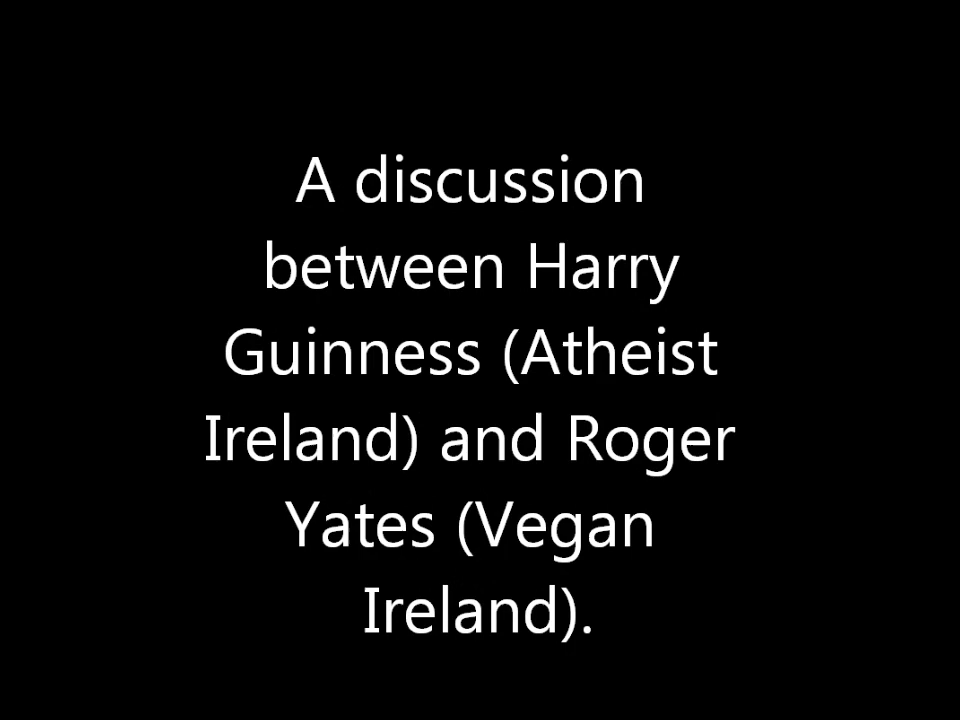 A discussion
between Harry
Guinness (Atheist
Ireland) and Roger
Yates (Vegan
Ireland).